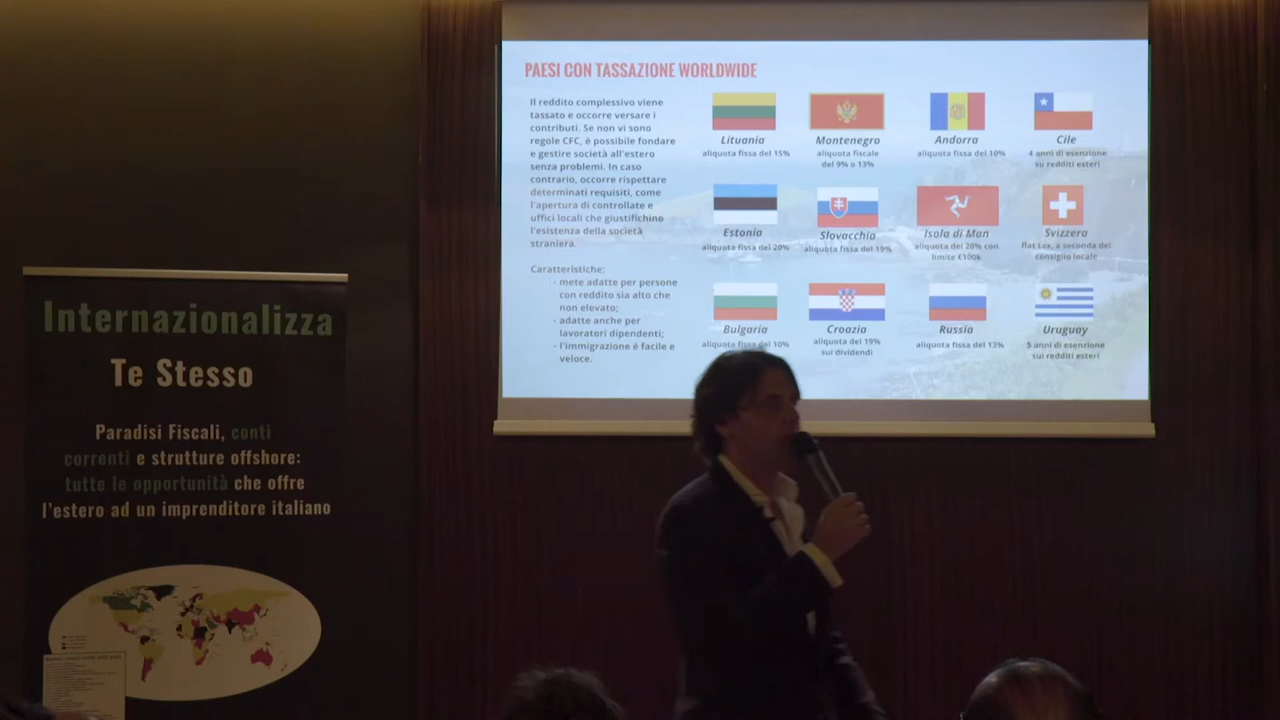 PAESI CON TASSAZIONE WORLDWIDE
Il reddito complessivo viene
tassato e occorre versare i
contributi. Se non vi sono
regole CFC, è possibile fondare
e gestire società all'estero
senza problemi. In caso
contrario, occorre rispettare
determinati requisiti, come
l'apertura di controllate e
uffici locali che giustifichino
l'esistenza della società
straniera.
Caratteristiche:
- mete adatte per persone
con reddito sia alto che
non elevato;
- adatte anche per
lavoratori dipendenti;
- l'immigrazione è facile e
veloce.
Lituania
aliquota fissa del 15%
Montenegro
aliquota fiscale
del 9% o 13%
Andorra
aliquota fissa del 10%
Cile
4 anni di esenzione
su redditi esteri
Estonia
aliquota fissa del 20%
Slovacchia
aliquota fissa del 19%
Isola di Man
aliquota del 20% con
limite €100k
Svizzera
flat tax, a seconda del
consiglio locale
Bulgaria
aliquota fissa del 10%
Croazia
aliquota del 19%
sui dividendi
Russia
aliquota fissa del 13%
Uruguay
5 anni di esenzione
sui redditi esteri
Internazionalizza
Te Stesso
Paradisi Fiscali, conti
correnti e strutture offshore:
tutte le opportunità che offre
l'estero ad un imprenditore italiano